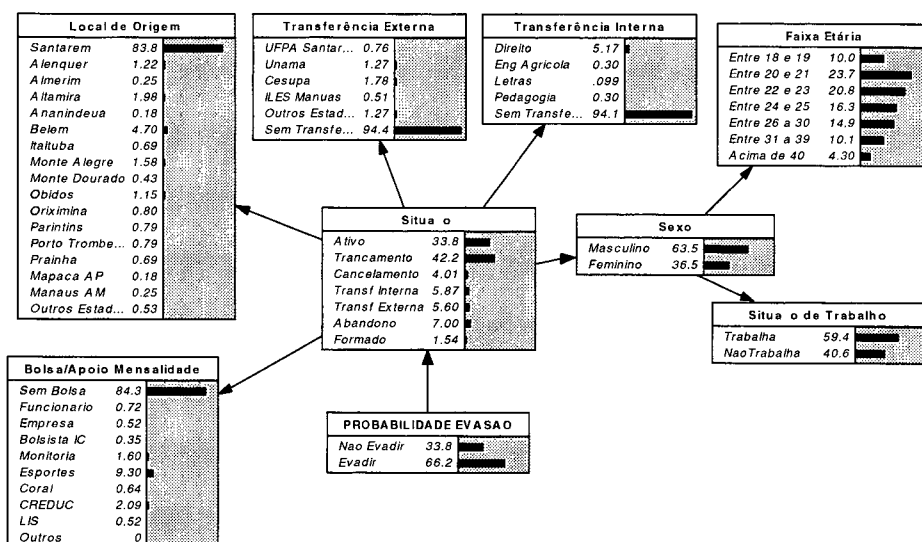 Local de Origem
Santarem 83.8
Alenquer 1.22
Almerim 0.25
Altamira 1.98
Ananindeua 0.18
Belem 4.70
Itaituba 0.69
Monte Alegre 1.58
Monte Dourado 0.43
Obidos 1.15
Oriximina 0.80
Parintins 0.79
Porto Trombe... 0.79
Prainha 0.69
Mapaca AP 0.18
Manaus AM 0.25
Outros Estad... 0.53
Transferência Externa
UFPA Santar... 0.76
Unama 1.27
Cesupa 1.78
ILES Manuas 0.51
Outros Estad... 1.27
Sem Transfe... 94.4
Transferência Interna
Direito 5.17
Eng Agricola 0.30
Letras .099
Pedagogia 0.30
Sem Transfe... 94.1
Faixa Etária
Entre 18 e 19 10.0
Entre 20 e 21 23.7
Entre 22 e 23 20.8
Entre 24 e 25 16.3
Entre 26 a 30 14.9
Entre 31 a 39 10.1
Acima de 40 4.30
Situa o
Ativo 33.8
Trancamento 42.2
Cancelamento 4.01
Transf Interna 5.87
Transf Externa 5.60
Abandono 7.00
Formado 1.54
Sexo
Masculino 63.5
Feminino 36.5
Situa o de Trabalho
Trabalha 59.4
NaoTrabalha 40.6
Bolsa/Apoio Mensalidade
Sem Bolsa 84.3
Funcionario 0.72
Empresa 0.52
Bolsista IC 0.35
Monitoria 1.60
Esportes 9.30
Coral 0.64
CREDUC 2.09
LIS 0.52
Outros 0
PROBABILIDADE EVASAO
Nao Evadir 33.8
Evadir 66.2